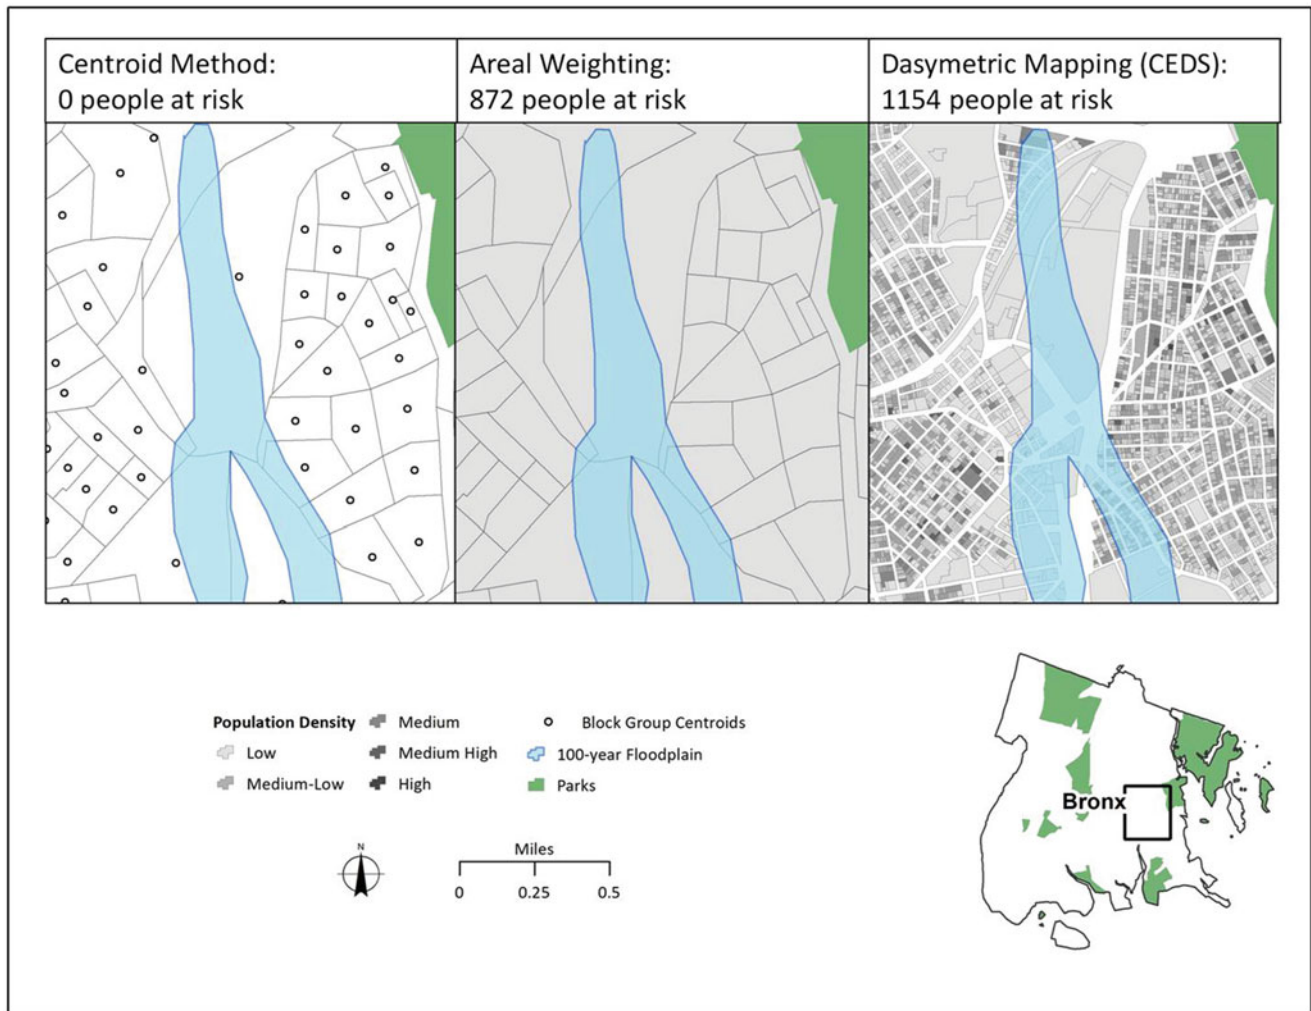 Centroid Method:
0 people at risk
Areal Weighting:
872 people at risk
Dasymetric Mapping (CEDS):
1154 people at risk
Population Density
Low
Medium-Low
Medium
Medium High
High
Block Group Centroids
100-year Floodplain
Parks
N
Miles
0 0.25 0.5
Bronx